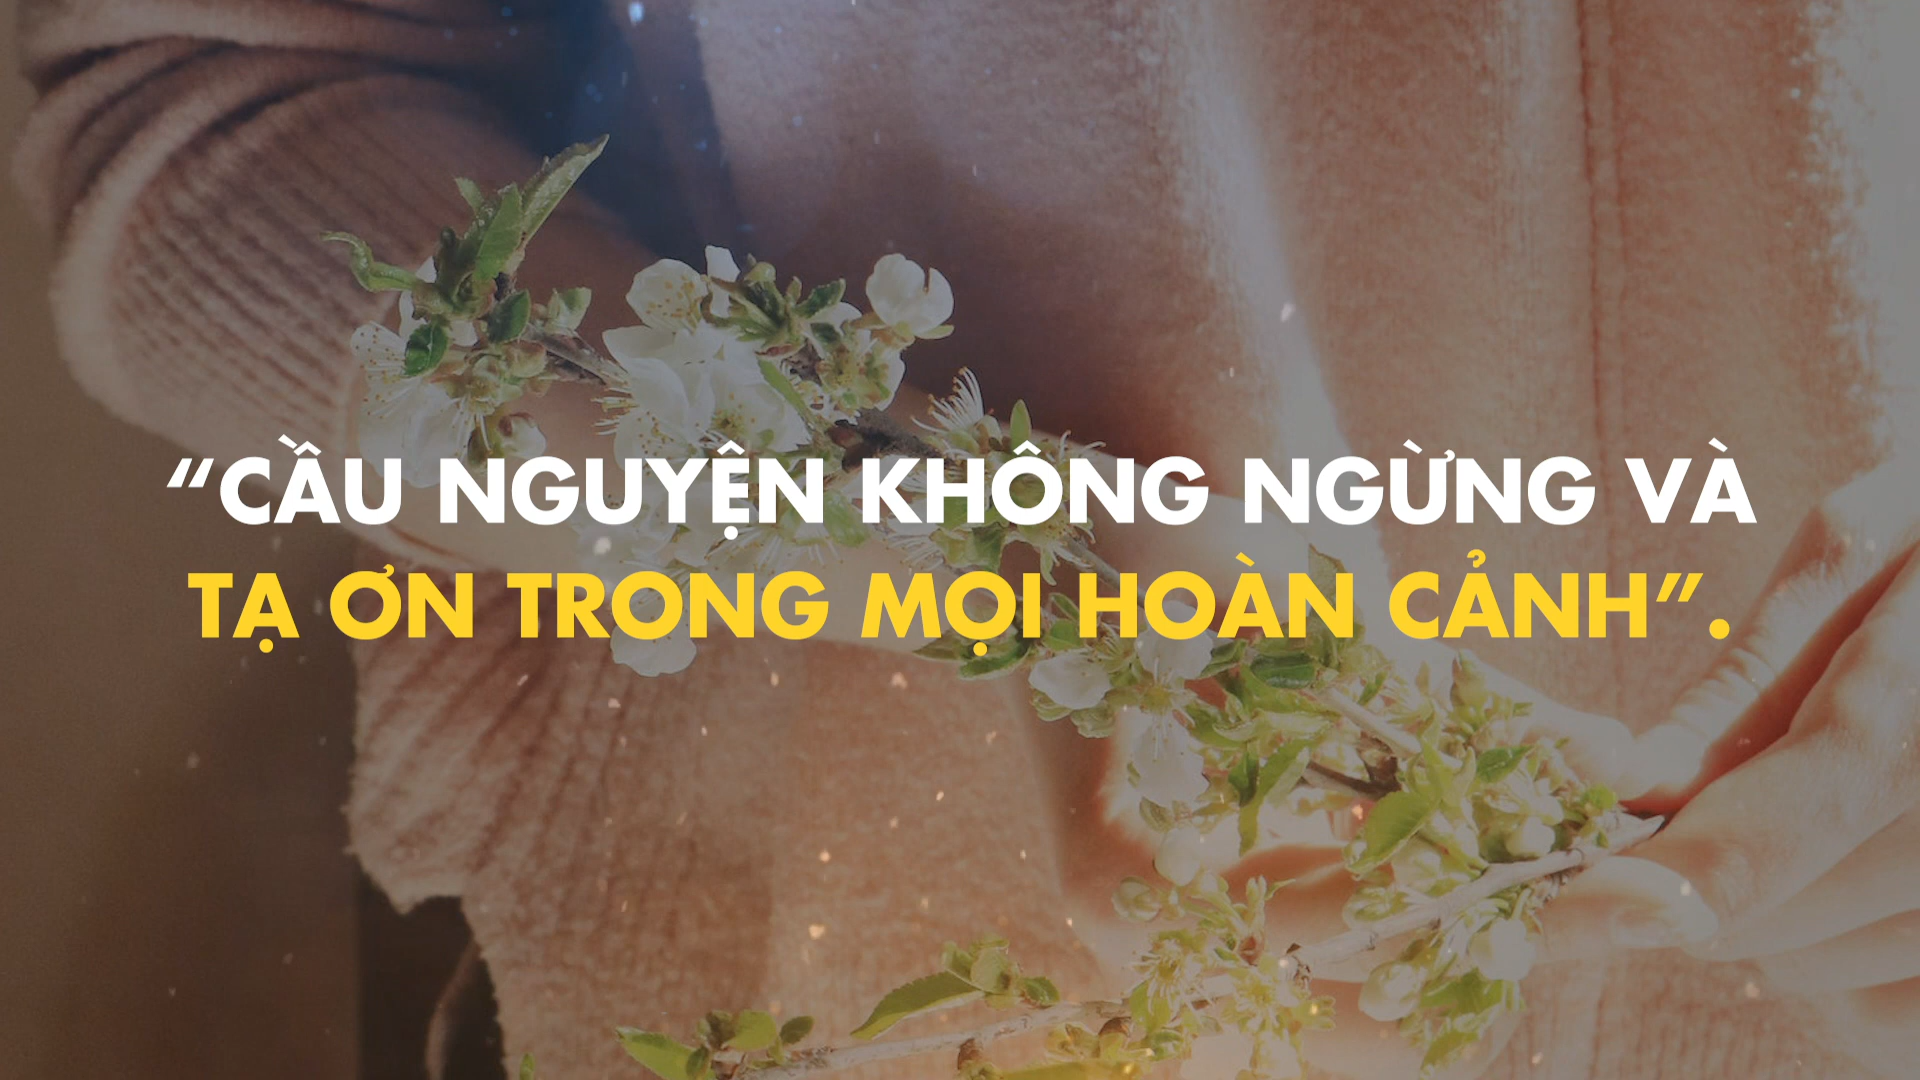 “CẦU NGUYỆN KHÔNG NGỪNG VÀ
TẠ ƠN TRONG MỌI HOÀN CẢNH”.